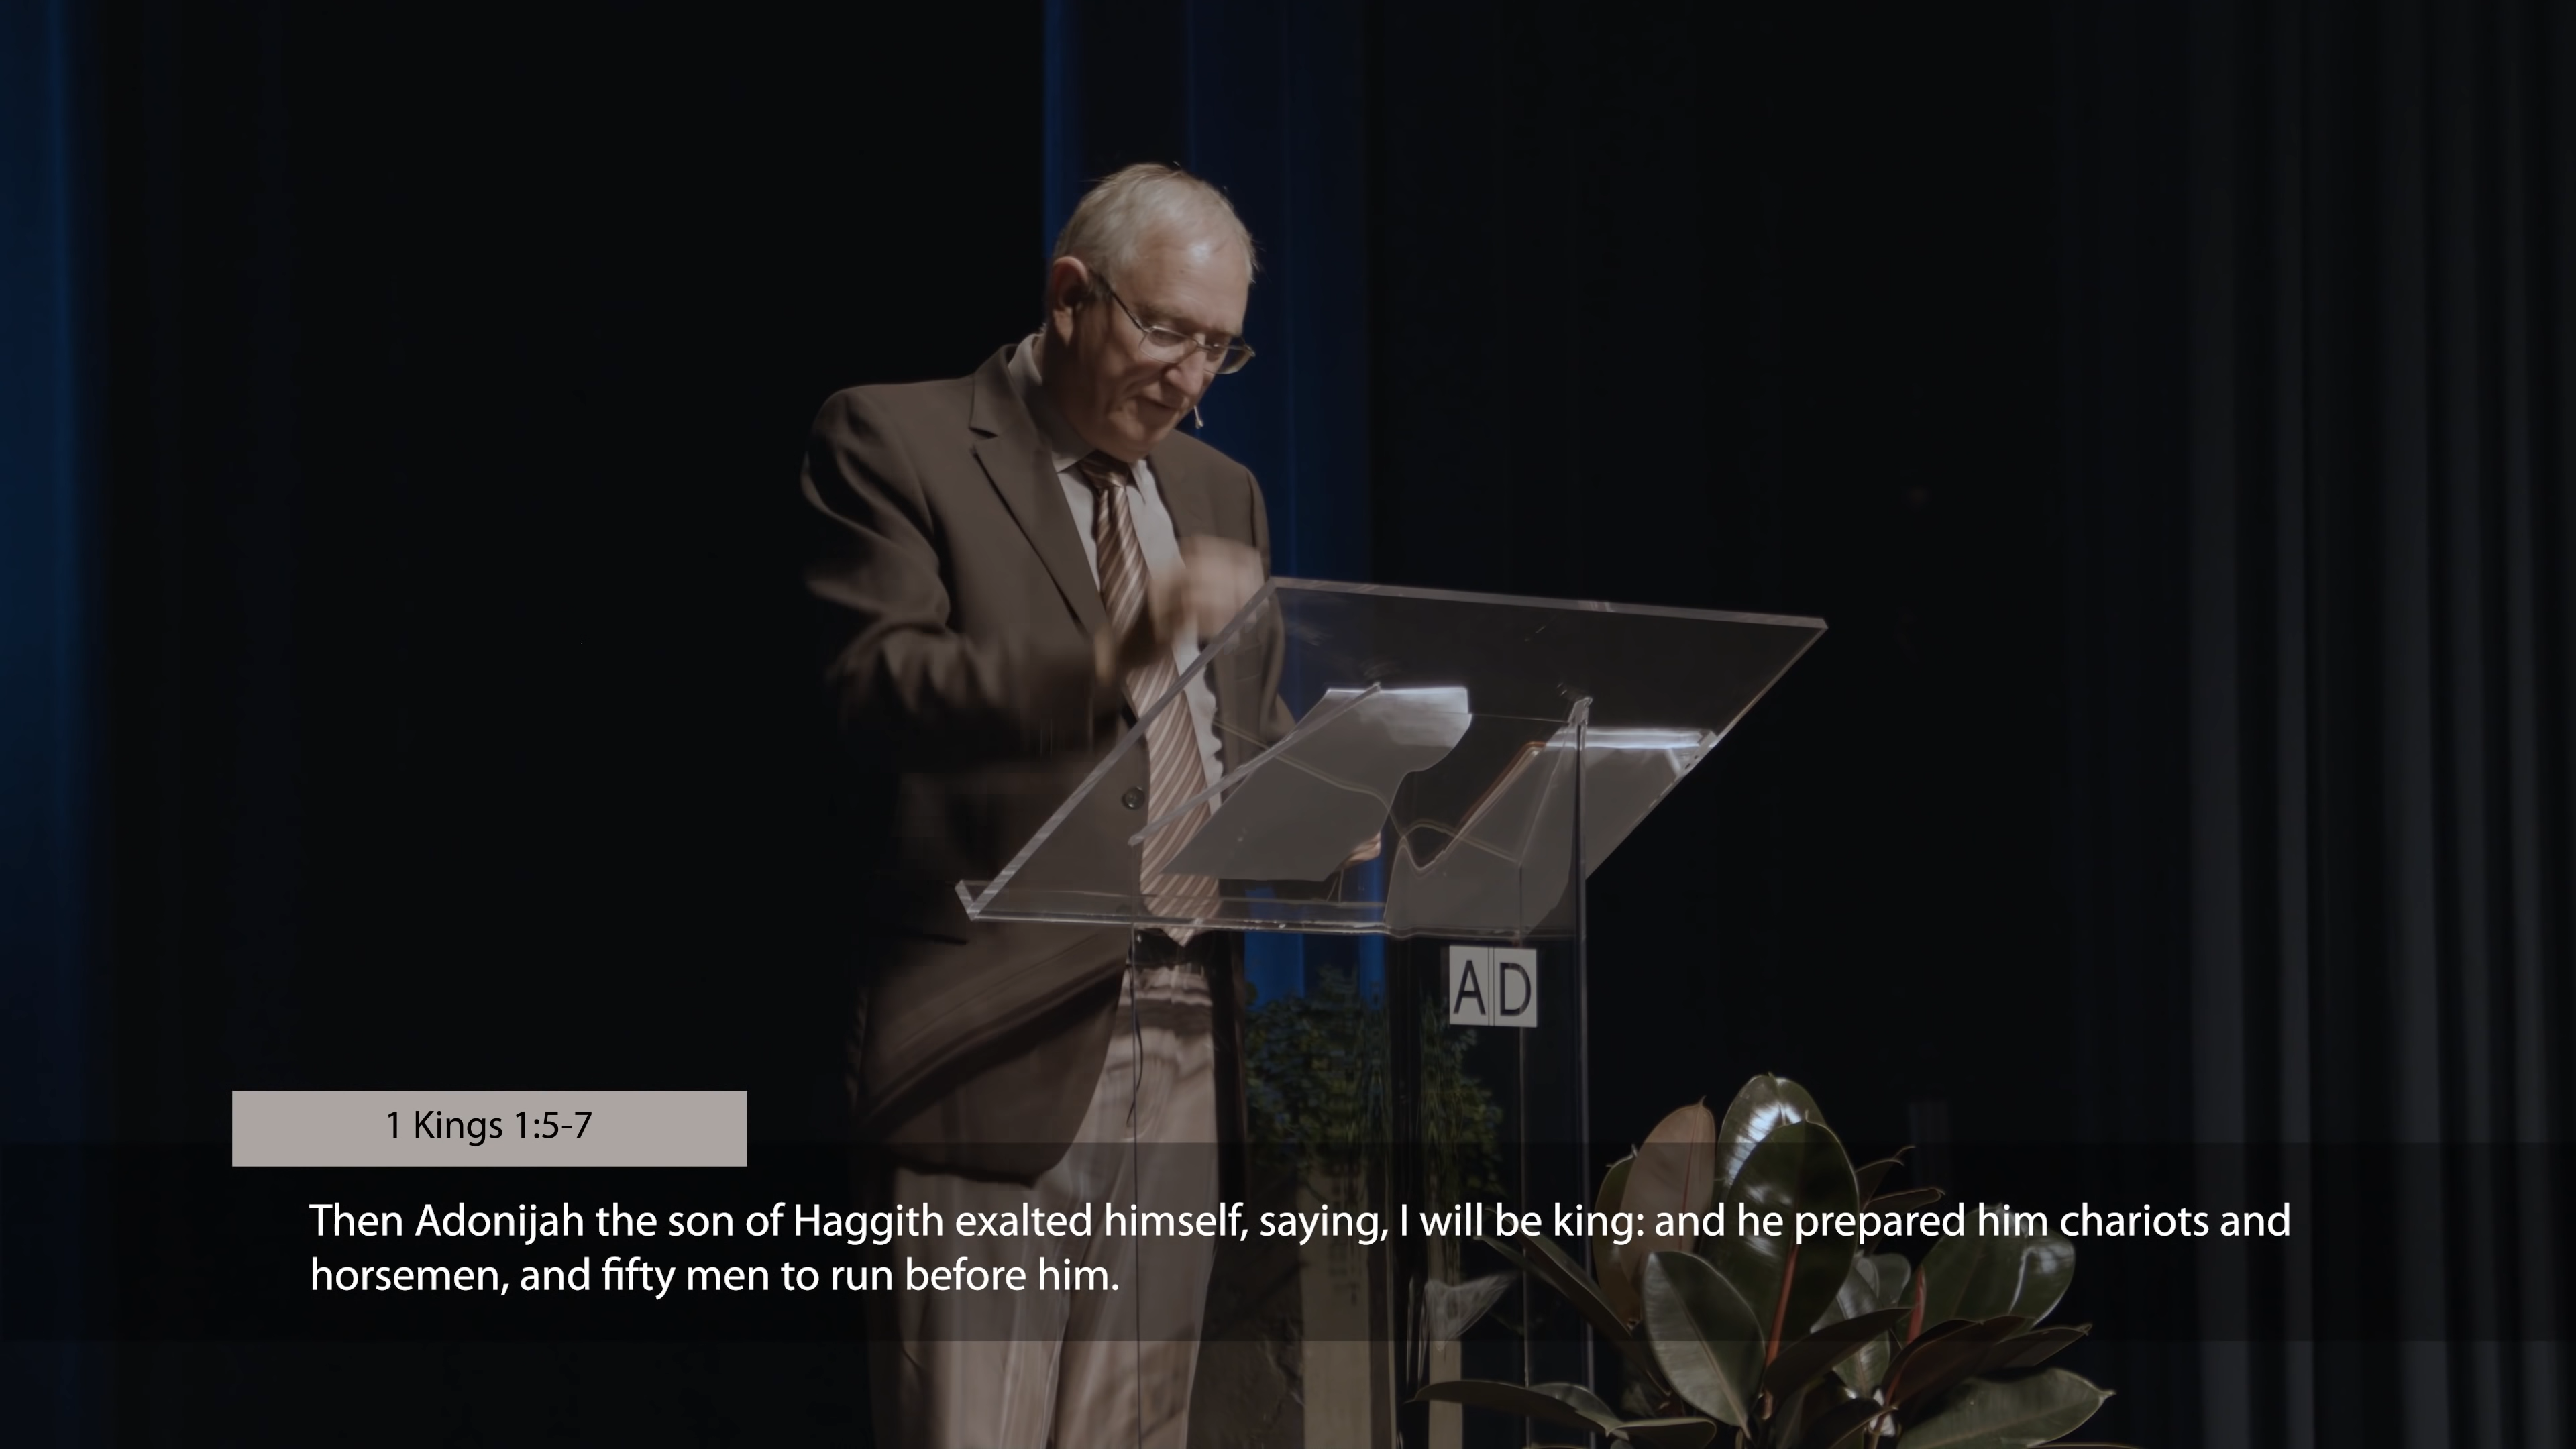 AD
1 Kings 1:5-7
Then Adonijah the son of Haggith exalted himself, saying, I will be king: and he prepared him chariots and
horsemen, and fifty men to run before him.